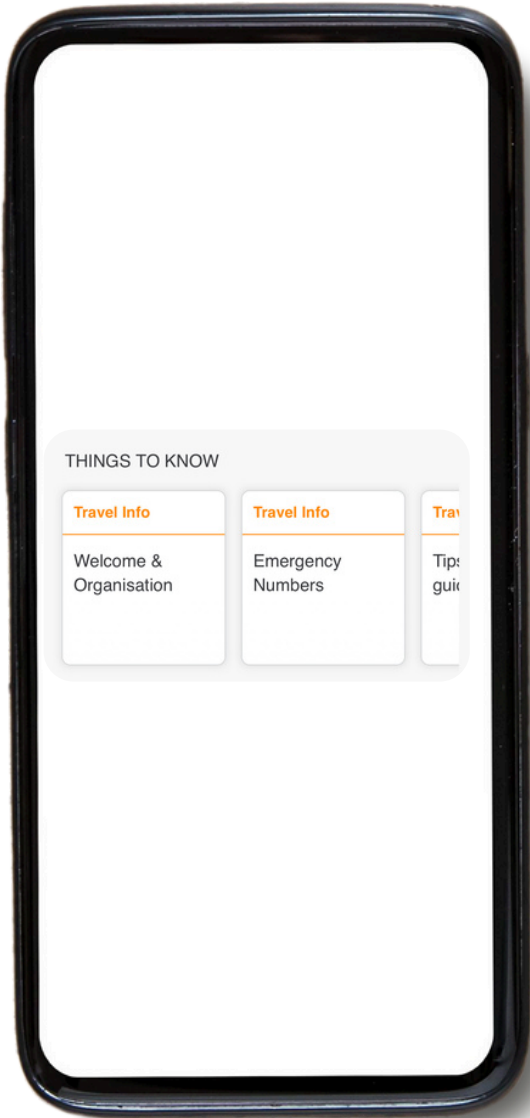 THINGS TO KNOW
Travel Info
Welcome &
Organisation
Travel Info
Emergency
Numbers